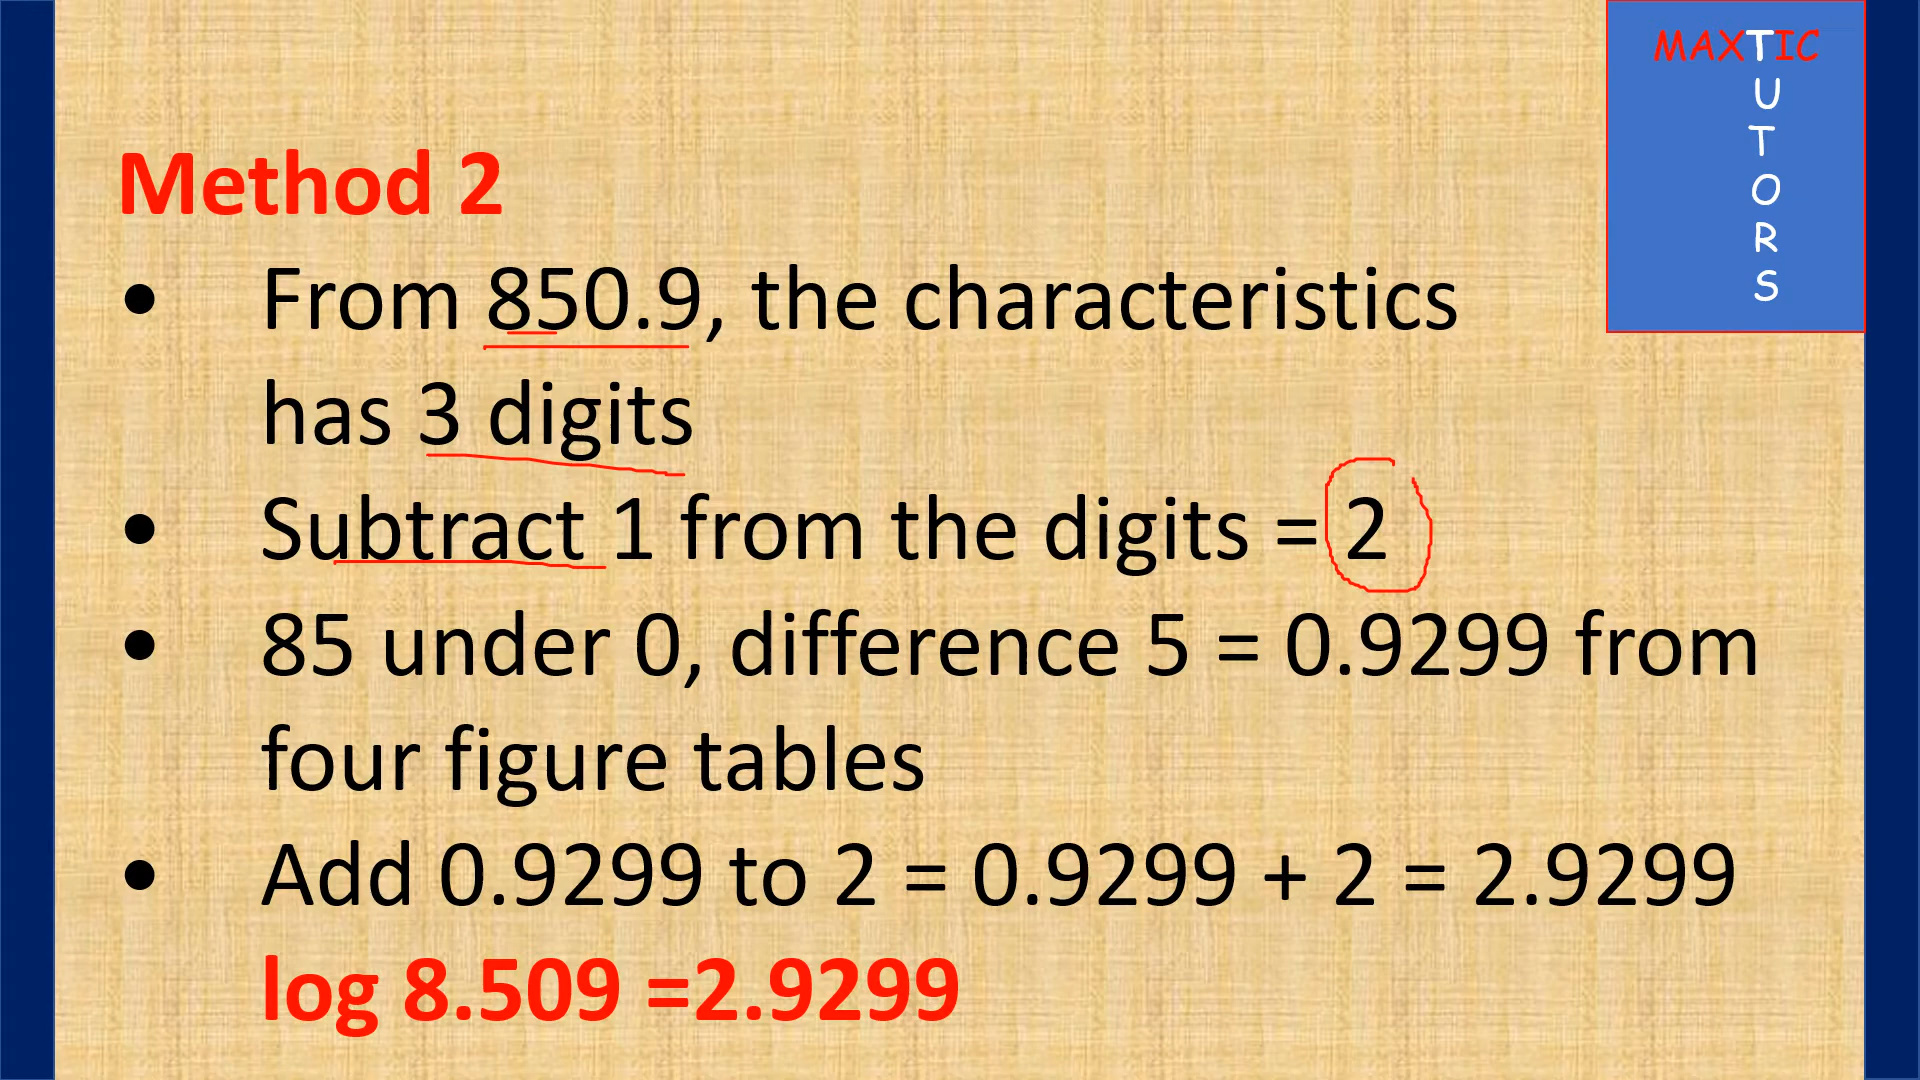 MAXTIC
TUTORS
Method 2
• From 850.9, the characteristics
has 3 digits
• Subtract 1 from the digits = 2
• 85 under 0, difference 5 = 0.9299 from
four figure tables
• Add 0.9299 to 2 = 0.9299 + 2 = 2.9299
log 8.509 =2.9299